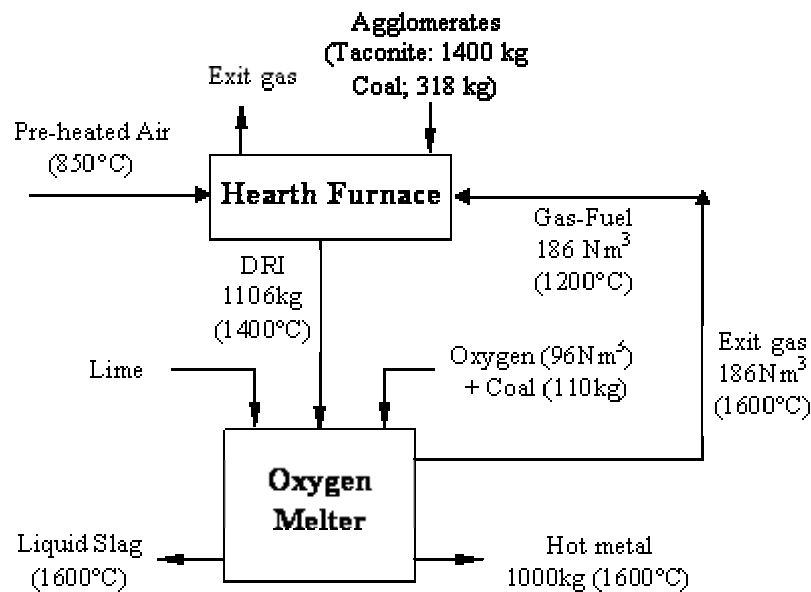 Agglomerates
(Taconite: 1400 kg
Coal; 318 kg)
Exit gas
Pre-heated Air
(850°C)
Hearth Furnace
Gas-Fuel
186 Nm³
(1200°C)
DRI
1106kg
(1400°C)
Exit gas
186Nm³
(1600°C)
Lime
Oxygen (96Nm³)
+ Coal (110kg)
Oxygen
Melter
Liquid Slag
(1600°C)
Hot metal
1000kg (1600°C)